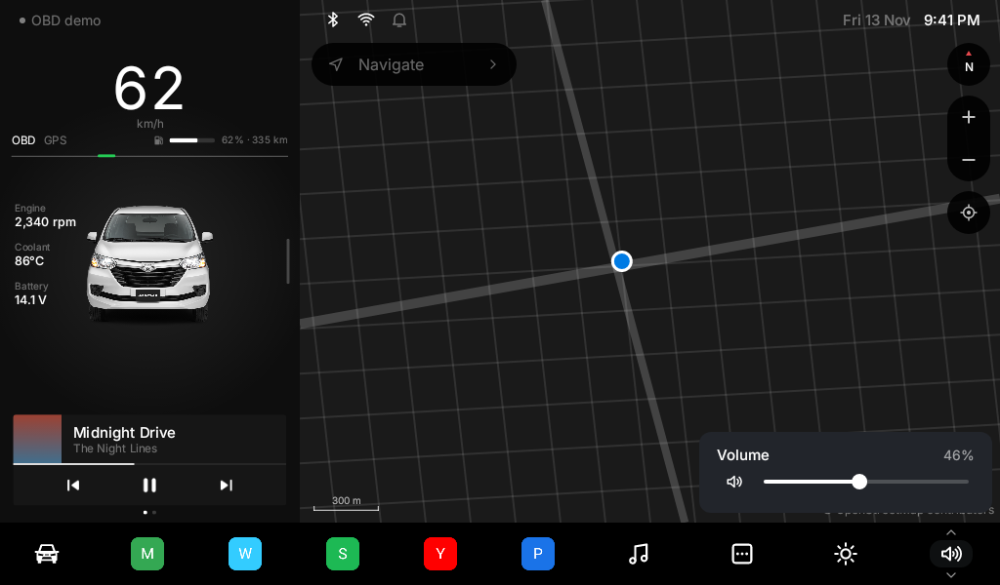 OBD demo
Fri 13 Nov 9:41 PM
Navigate
N
62
km/h
OBD GPS 62% · 335 km
Engine
2,340 rpm
Coolant
86°C
Battery
14.1 V
Midnight Drive
The Night Lines
Volume 46%
300 m
M W S Y P